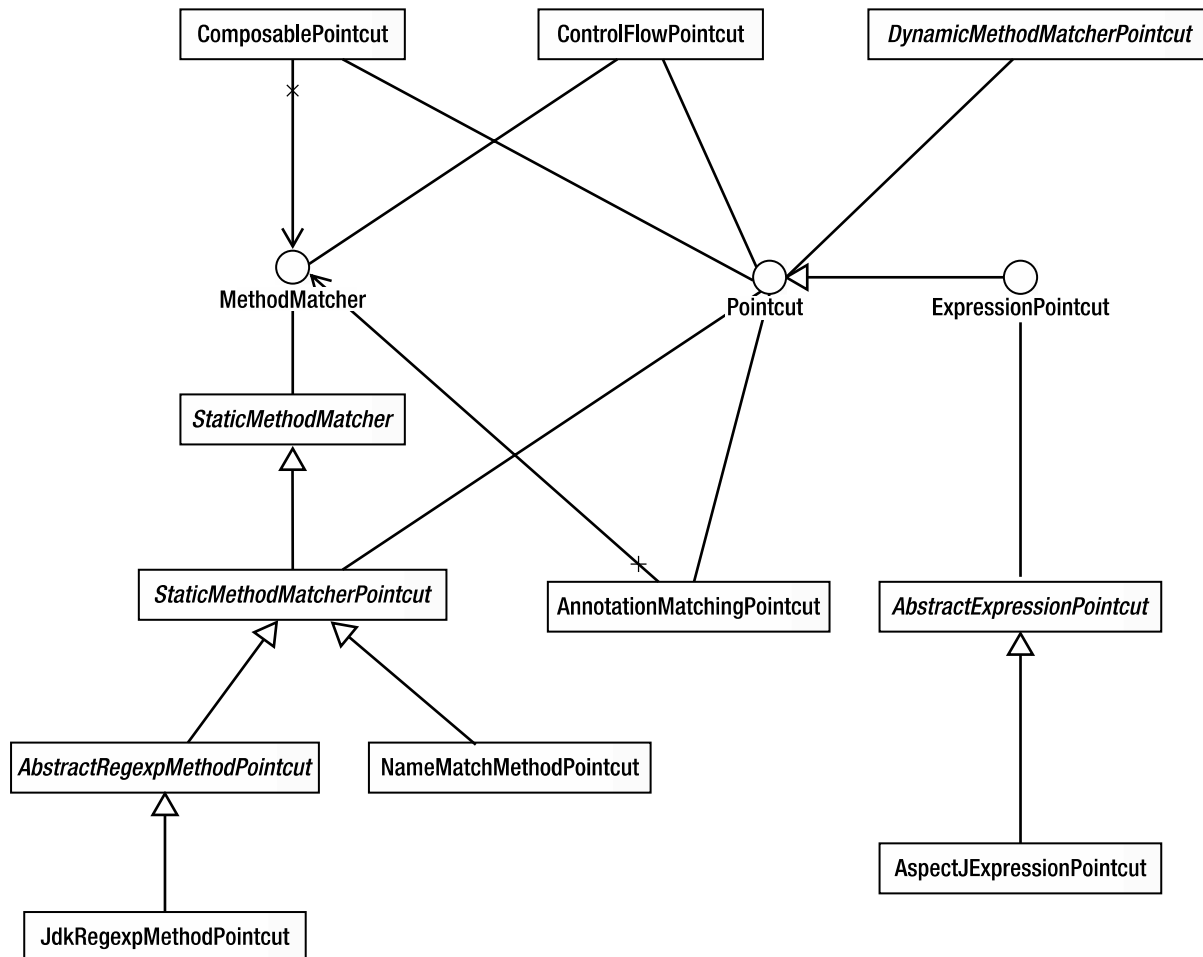 ComposablePointcut
ControlFlowPointcut
DynamicMethodMatcherPointcut
MethodMatcher
Pointcut
ExpressionPointcut
StaticMethodMatcher
StaticMethodMatcherPointcut
AnnotationMatchingPointcut
AbstractExpressionPointcut
AbstractRegexpMethodPointcut
NameMatchMethodPointcut
AspectJExpressionPointcut
JdkRegexpMethodPointcut